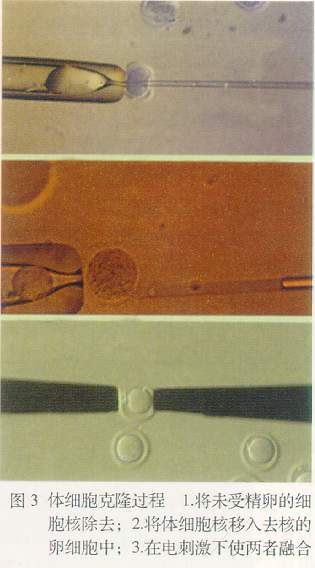 图 3 体细胞克隆过程 1.将未受精卵的细
胞核除去；2.将体细胞核移入去核的
卵细胞中；3.在电刺激下使两者融合